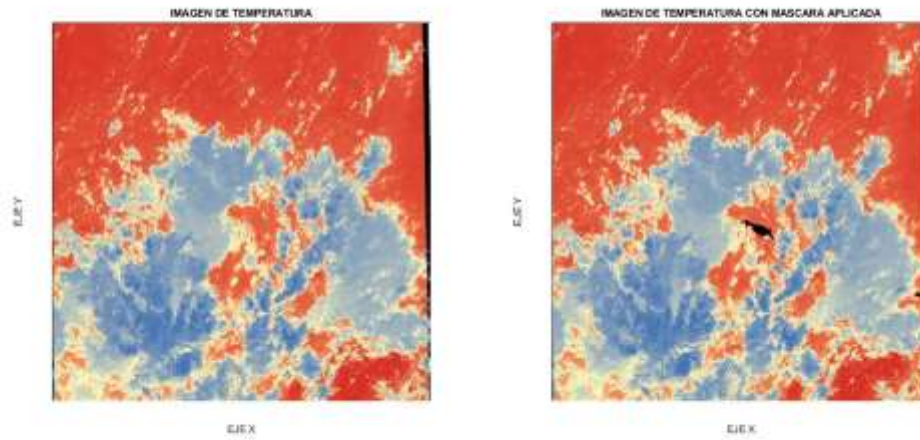 IMAGEN DE TEMPERATURA
IMAGEN DE TEMPERATURA CON MASCARA APLICADA
EJE Y
EJE Y
EJE X
EJE X